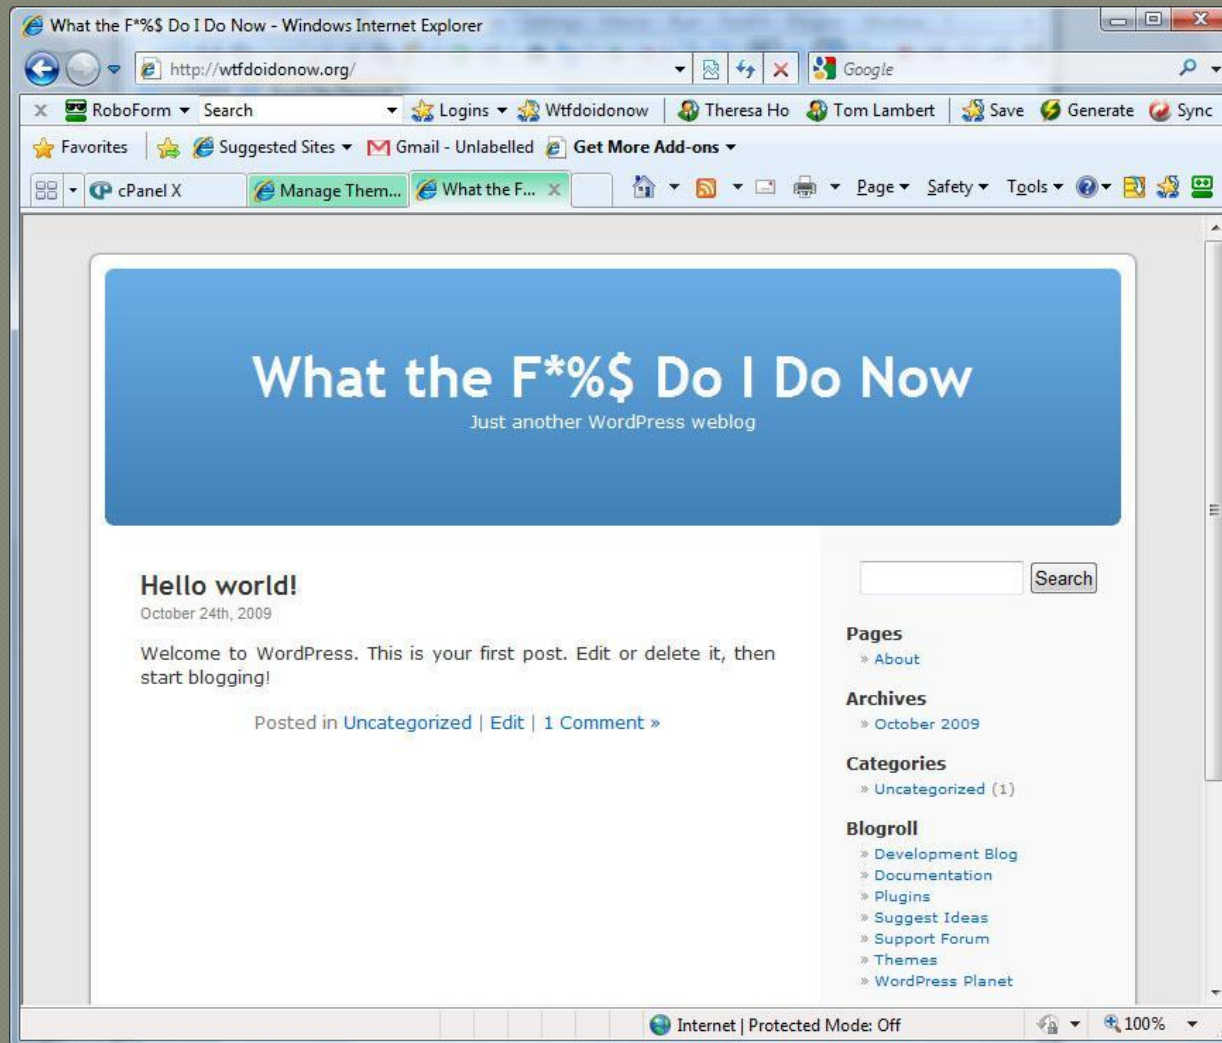 What the F*%$ Do I Do Now - Windows Internet Explorer
http://wtfdoidonow.org/ Google
x RoboForm Search Logins Wtfdoidonow Theresa Ho Tom Lambert Save Generate Sync
Favorites Suggested Sites Gmail - Unlabelled Get More Add-ons
cPanel X Manage Them... What the F... x Page Safety Tools
What the F*%$ Do I Do Now
Just another WordPress weblog
Hello world!
October 24th, 2009
Welcome to WordPress. This is your first post. Edit or delete it, then
start blogging!
Posted in Uncategorized | Edit | 1 Comment »
Search
Pages
» About
Archives
» October 2009
Categories
» Uncategorized (1)
Blogroll
» Development Blog
» Documentation
» Plugins
» Suggest Ideas
» Support Forum
» Themes
» WordPress Planet
Internet | Protected Mode: Off 100%